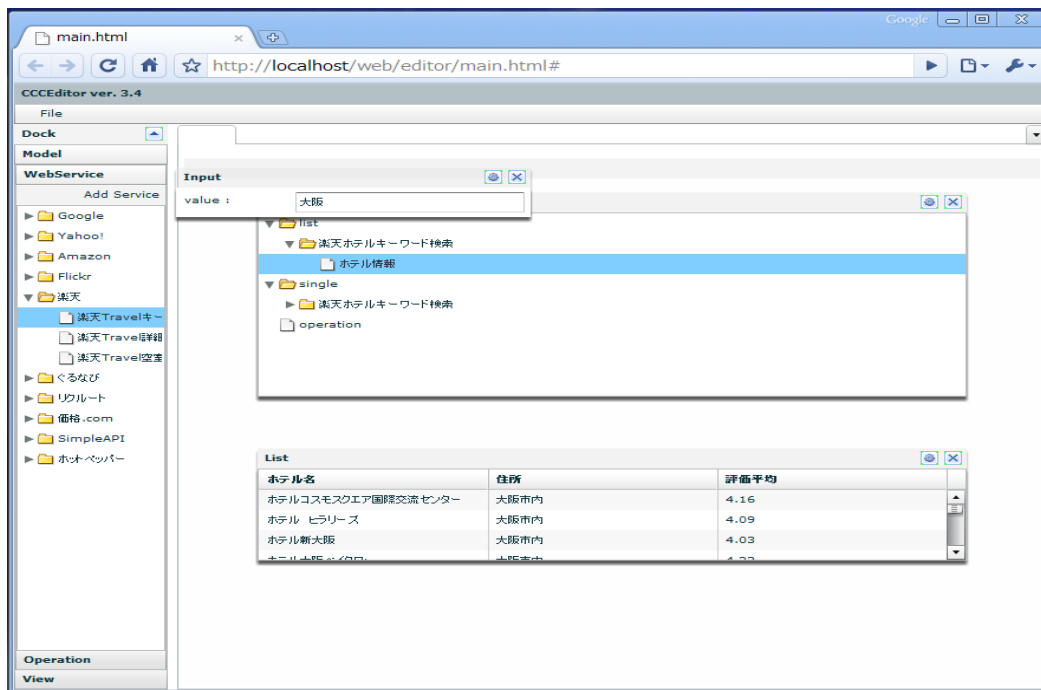 Google
main.html
http://localhost/web/editor/main.html#
CCCEditor ver. 3.4
File
Dock
Model
WebService
Add Service
Google
Yahoo!
Amazon
Flickr
楽天
楽天Travelキー
楽天Travel詳細
楽天Travel空室
ぐるなび
リクルート
価格.com
SimpleAPI
ホットペッパー
Operation
View
Input
value :
大阪
list
楽天ホテルキーワード検索
ホテル情報
single
楽天ホテルキーワード検索
operation
List
ホテル名 住所 評価平均
ホテルコスモスクエア国際交流センター 大阪市内 4.16
ホテル ヒラリーズ 大阪市内 4.09
ホテル新大阪 大阪市内 4.03